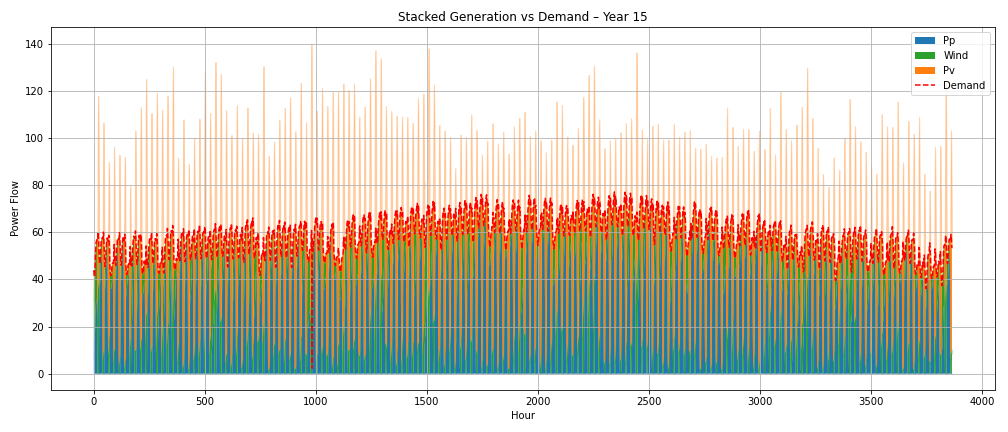 Stacked Generation vs Demand – Year 15
Pp
Wind
Pv
Demand
Power Flow
140
120
100
80
60
40
20
0
0 500 1000 1500 2000 2500 3000 3500 4000
Hour